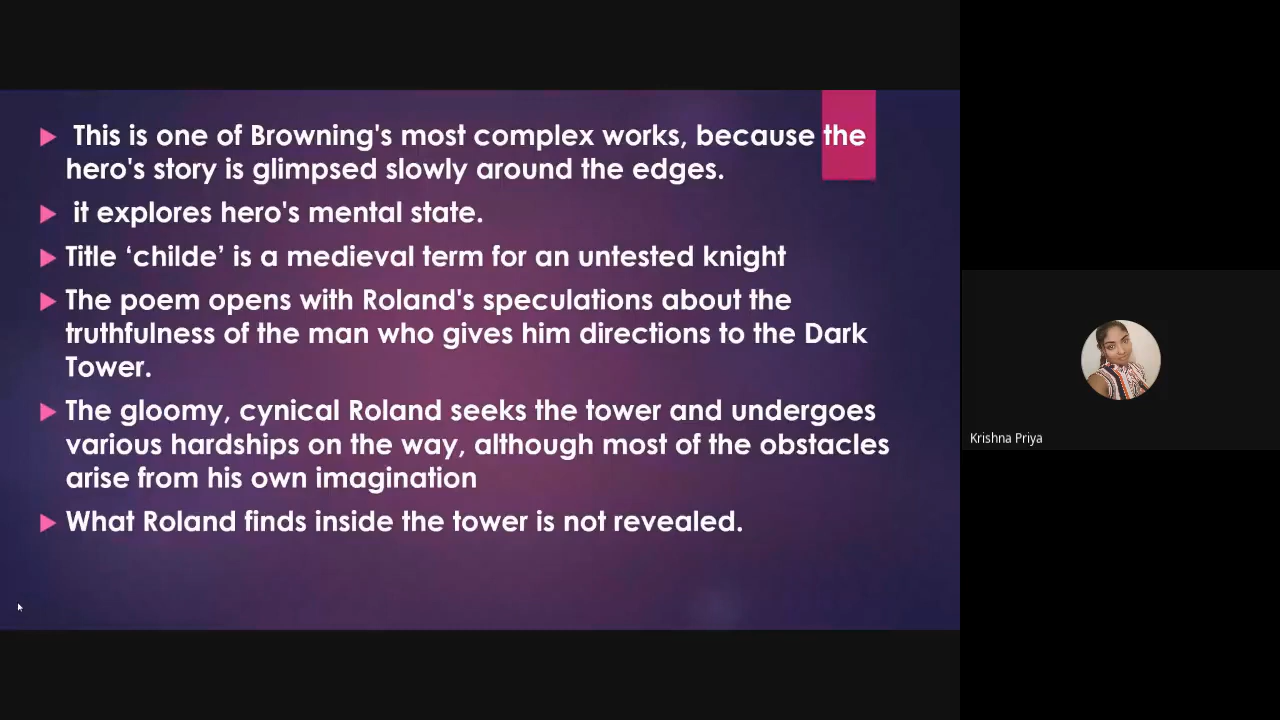 This is one of Browning's most complex works, because the
hero's story is glimpsed slowly around the edges.
it explores hero's mental state.
Title ‘childe’ is a medieval term for an untested knight
The poem opens with Roland's speculations about the
truthfulness of the man who gives him directions to the Dark
Tower.
The gloomy, cynical Roland seeks the tower and undergoes
various hardships on the way, although most of the obstacles
arise from his own imagination
What Roland finds inside the tower is not revealed.
Krishna Priya